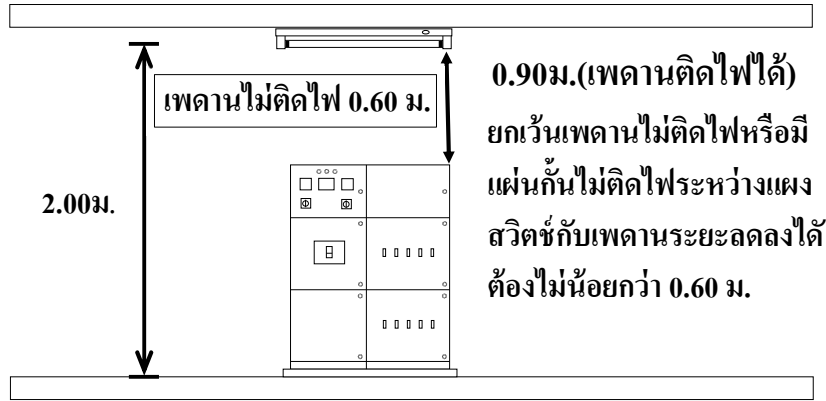 0.90ม.(เพดานติดไฟได้)
เพดานไม่ติดไฟ 0.60 ม.
ยกเว้นเพดานไม่ติดไฟหรือมี
แผ่นกั้นไม่ติดไฟระหว่างแผง
2.00ม.
สวิตช์กับเพดานระยะลดลงได้
ต้องไม่น้อยกว่า 0.60 ม.